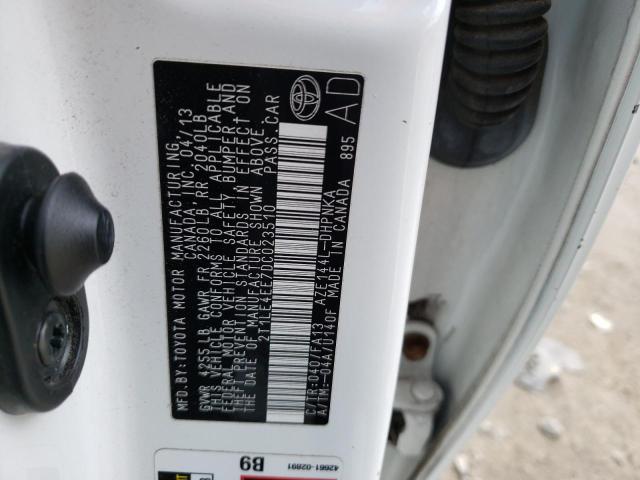 MFD.BY:TOYOTA MOTOR MANUFACTURING
CANADA, INC. 04/13
GVWR 4255 LB GAWR FR 2260LB RR 2040LB
THIS VEHICLE CONFORMS TO ALL APPLICABLE
FEDERAL MOTOR VEHICLE SAFETY, BUMPER, AND
THEFT PREVENTION STANDARDS IN EFFECT ON
THE DATE OF MANUFACTURE SHOWN ABOVE.
2T1LE4EE7DC023510 PASS.CAR
C/TR:040/FA13 AZE144L-DHPNKA
A/TM:-04A/U140F MADE IN CANADA 895
AD
B9
42661-02891